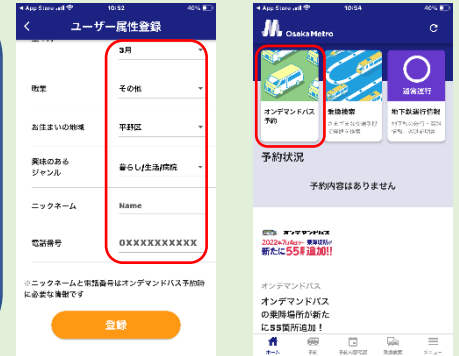 App Store
10:52
40%
ユーザー属性登録
3月
職業
その他
お住まいの地域
平野区
興味のある
ジャンル
暮らし/生活/病院
ニックネーム
Name
電話番号
0XXXXXXXXXX
※ニックネームと電話番号はオンデマンドバス予約時
に必要な情報です
登録
App Store
10:54
40%
Osaka Metro
オンデマンドバス
予約
乗換検索
通常運行
地下鉄運行情報
予約状況
予約内容はありません
オンデマンドバス
新たに55箇所追加!!
オンデマンドバス
オンデマンドバス
の乗降場所が新た
に55箇所追加！
ホーム
予約
乗換検索
メニュー